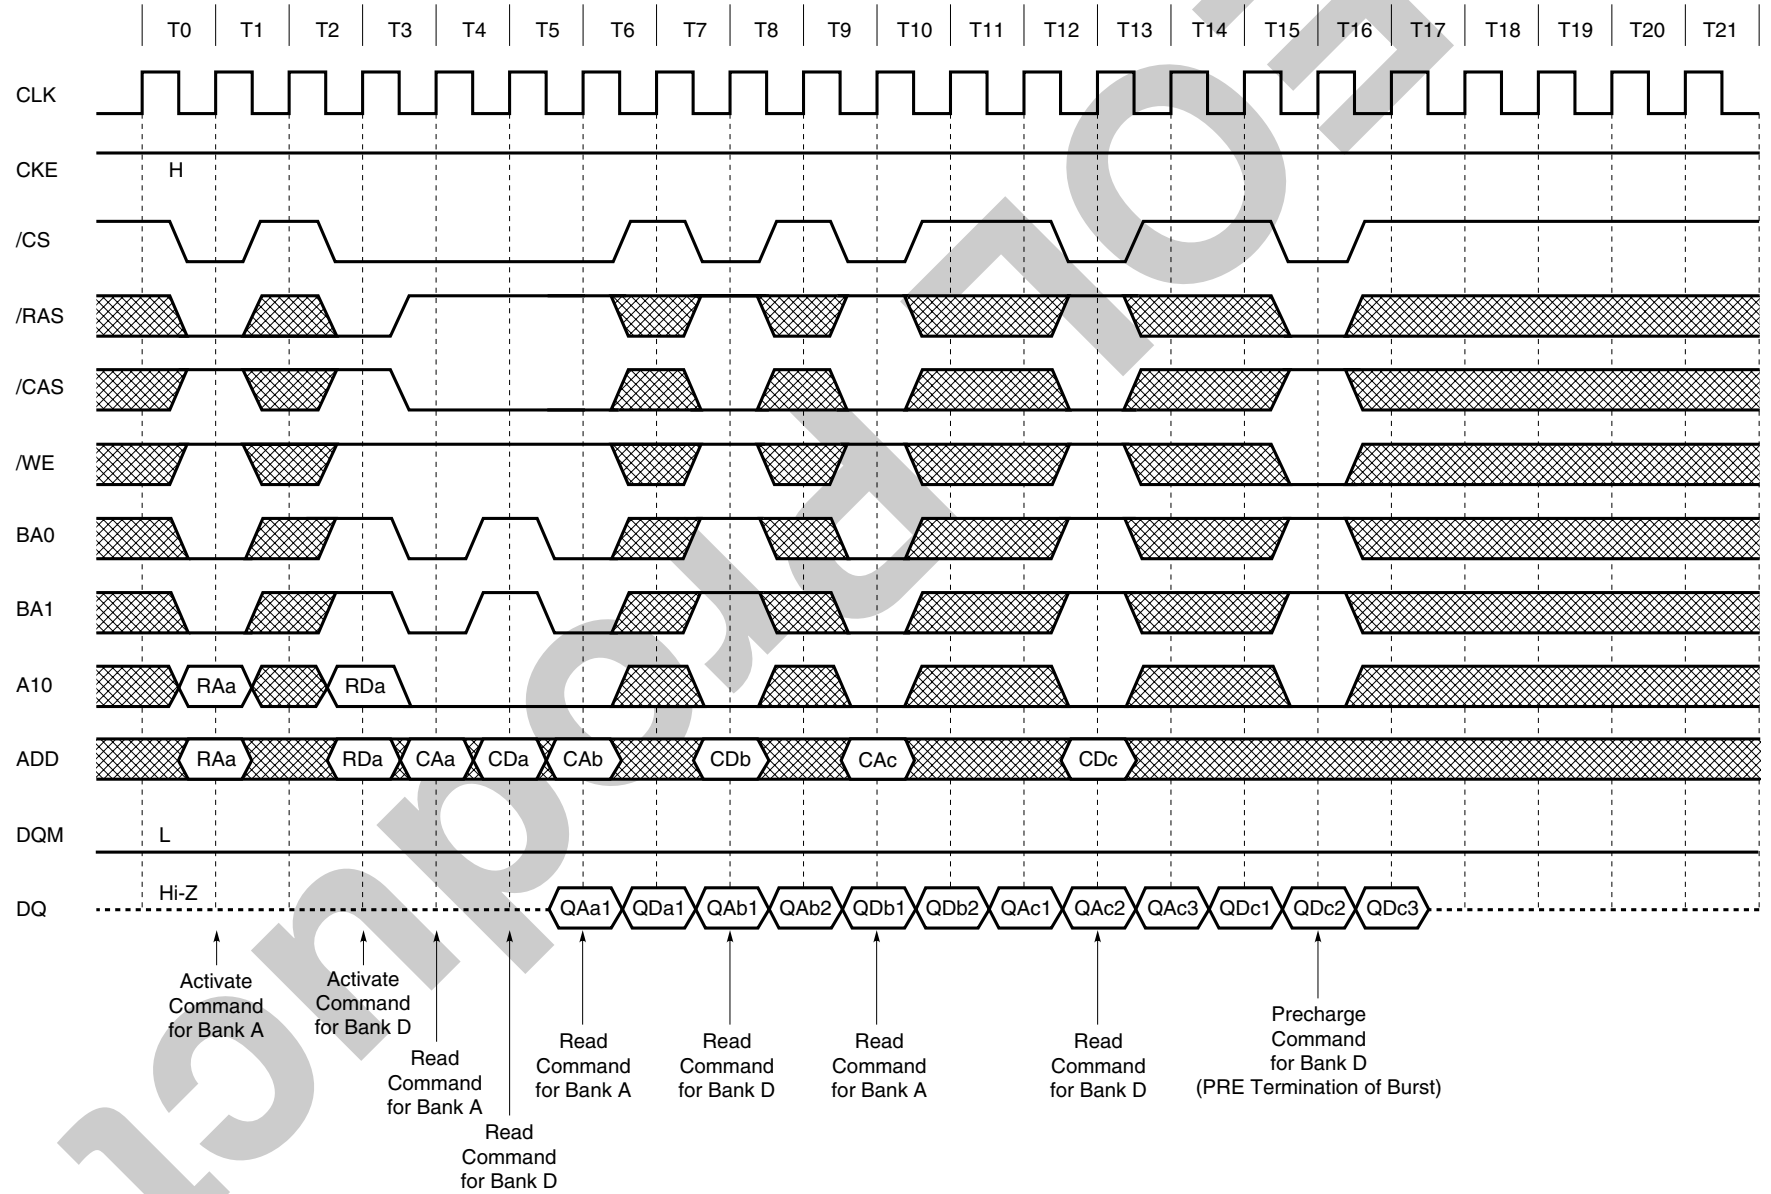 T0 T1 T2 T3 T4 T5 T6 T7 T8 T9 T10 T11 T12 T13 T14 T15 T16 T17 T18 T19 T20 T21
CLK
CKE H
/CS
/RAS
/CAS
/WE
BA0
BA1
A10 RAa RDa
ADD RAa RDa CAa CDa CAb CDb CAc CDc
DQM L
DQ Hi-Z QAa1 QDa1 QAb1 QAb2 QDb1 QDb2 QAc1 QAc2 QAc3 QDc1 QDc2 QDc3
Activate
Command
for Bank A
Activate
Command
for Bank D
Read
Command
for Bank A
Read
Command
for Bank D
Read
Command
for Bank A
Read
Command
for Bank D
Read
Command
for Bank A
Read
Command
for Bank D
Precharge
Command
for Bank D
(PRE Termination of Burst)
EOL Product